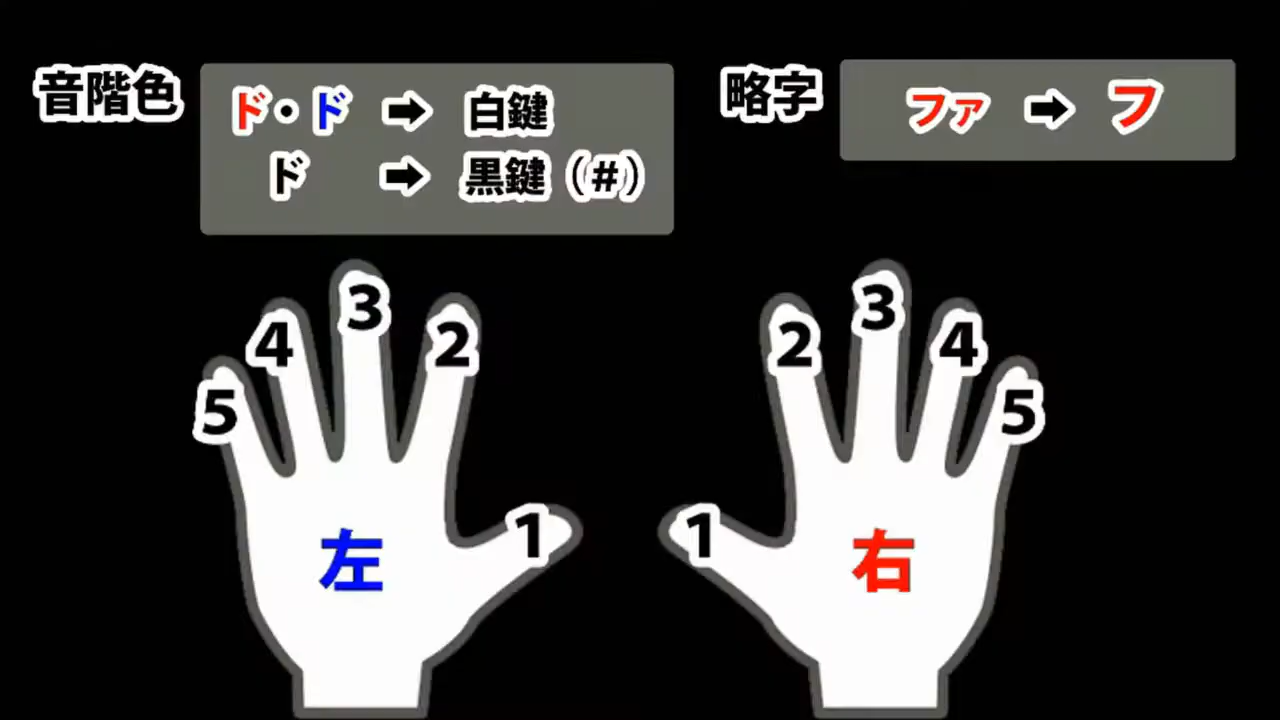 音階色
ド・ド ➡ 白鍵
ド ➡ 黒鍵（#）
略字
ファ ➡ フ
5 4 3 2 1
左
1 2 3 4 5
右